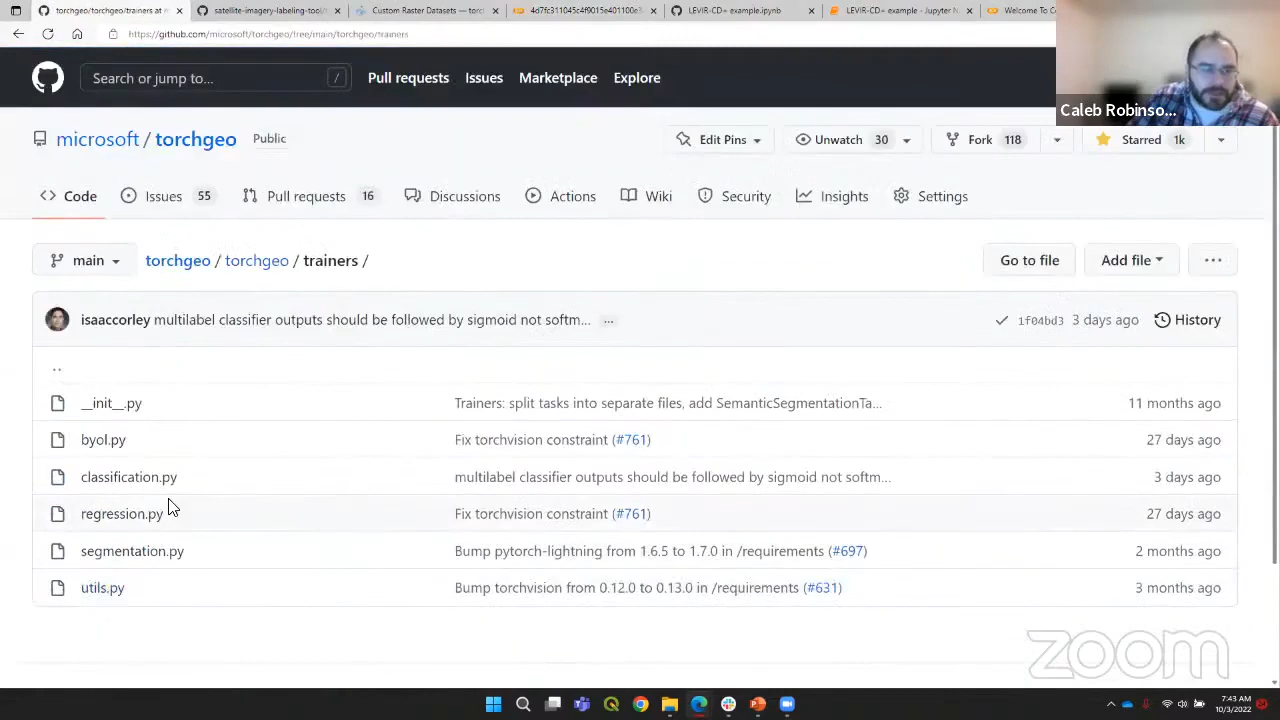 torchgeo/torchgeo/trainers at m
satellite-imagery-labeling-tool/
Custom Raster Datasets — torc
4d7fc311045c4f9015e401100e
LEVIR-CD+ example.ipynb
LEVIR-CD+ example - Jupyter N
Welcome To Co
https://github.com/microsoft/torchgeo/tree/main/torchgeo/trainers
Search or jump to...
/
Pull requests
Issues
Marketplace
Explore
Caleb Robinso...
microsoft / torchgeo
Public
Edit Pins
Unwatch 30
Fork 118
Starred 1k
Code
Issues 55
Pull requests 16
Discussions
Actions
Wiki
Security
Insights
Settings
main
torchgeo / torchgeo / trainers /
Go to file
Add file
...
isaaccorley multilabel classifier outputs should be followed by sigmoid not softm... ...
1f04bd3 3 days ago
History
..
__init__.py Trainers: split tasks into separate files, add SemanticSegmentationTa... 11 months ago
byol.py Fix torchvision constraint (#761) 27 days ago
classification.py multilabel classifier outputs should be followed by sigmoid not softm... 3 days ago
regression.py Fix torchvision constraint (#761) 27 days ago
segmentation.py Bump pytorch-lightning from 1.6.5 to 1.7.0 in /requirements (#697) 2 months ago
utils.py Bump torchvision from 0.12.0 to 0.13.0 in /requirements (#631) 3 months ago
zoom
7:43 AM
10/3/2022